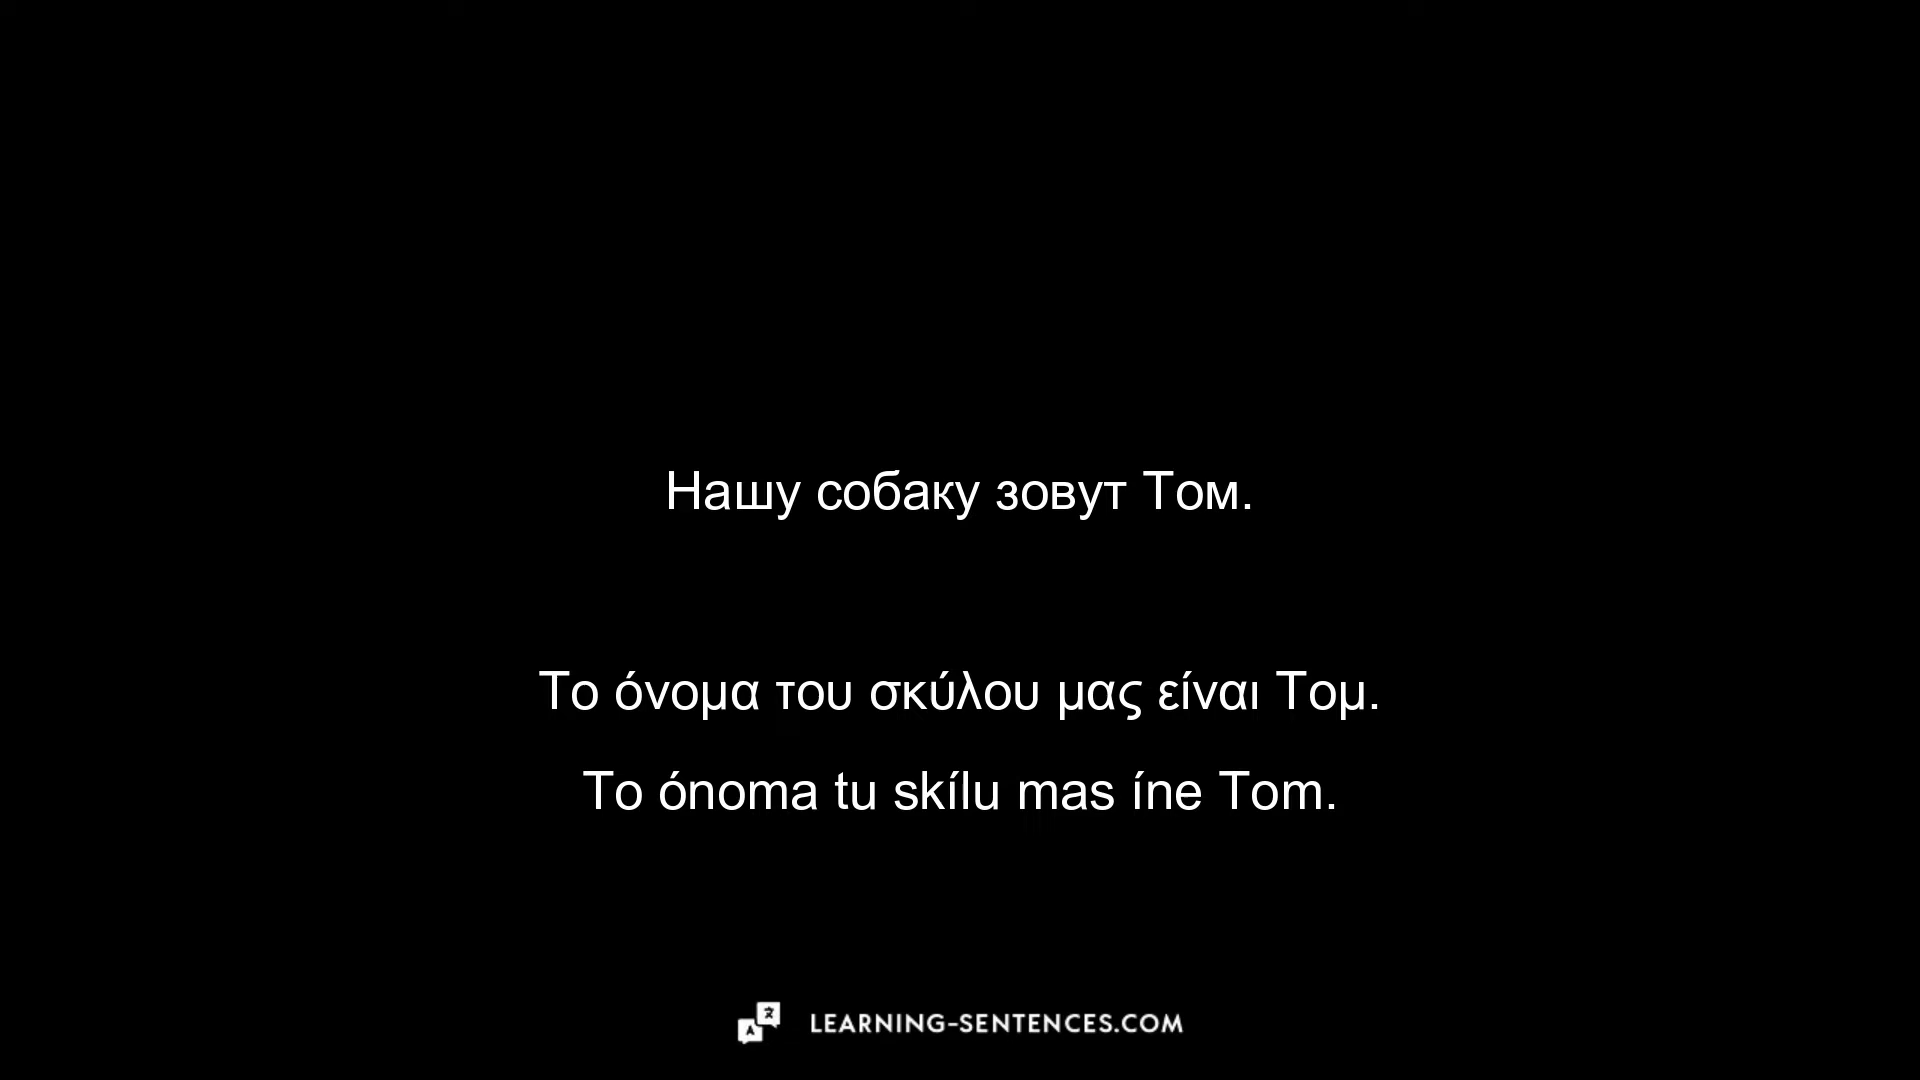 Нашу собаку зовут Том.
Το όνομα του σκύλου μας είναι Τομ.
To ónoma tu skílu mas íne Tom.
LEARNING-SENTENCES.COM